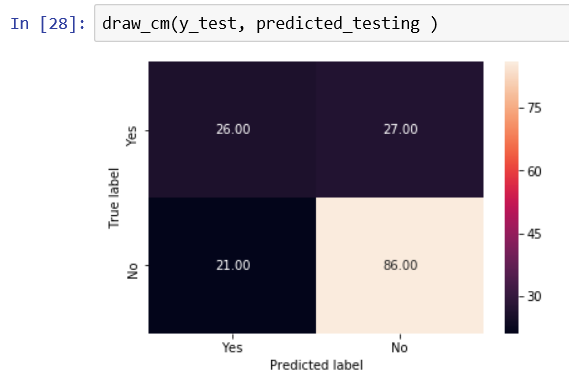 In [28]: draw_cm(y_test, predicted_testing )
Yes 26.00 27.00 75
60
True label
45
No 21.00 86.00
30
Yes No
Predicted label